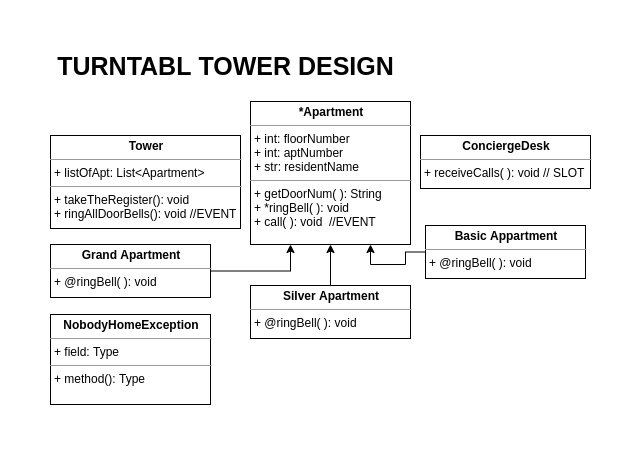 TURNTABL TOWER DESIGN
*Apartment
+ int: floorNumber
+ int: aptNumber
+ str: residentName
+ getDoorNum( ): String
+ *ringBell( ): void
+ call( ): void  //EVENT
Tower
+ listOfApt: List<Apartment>
+ takeTheRegister(): void
+ ringAllDoorBells(): void //EVENT
ConciergeDesk
+ receiveCalls( ): void // SLOT
Grand Apartment
+ @ringBell( ): void
Basic Appartment
+ @ringBell( ): void
Silver Apartment
+ @ringBell( ): void
NobodyHomeException
+ field: Type
+ method(): Type